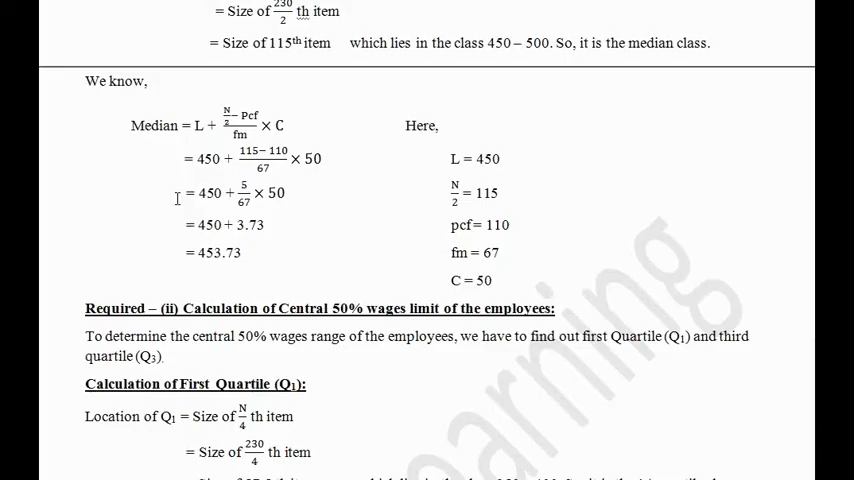 = Size of 230/2 th item
= Size of 115th item which lies in the class 450 – 500. So, it is the median class.
We know,
Median = L + (N/2 – Pcf)/fm × C Here,
= 450 + (115 – 110)/67 × 50 L = 450
= 450 + 5/67 × 50 N/2 = 115
= 450 + 3.73 pcf= 110
= 453.73 fm = 67
C = 50
Required – (ii) Calculation of Central 50% wages limit of the employees:
To determine the central 50% wages range of the employees, we have to find out first Quartile (Q1) and third
quartile (Q3).
Calculation of First Quartile (Q1):
Location of Q1 = Size of N/4 th item
= Size of 230/4 th item
learning